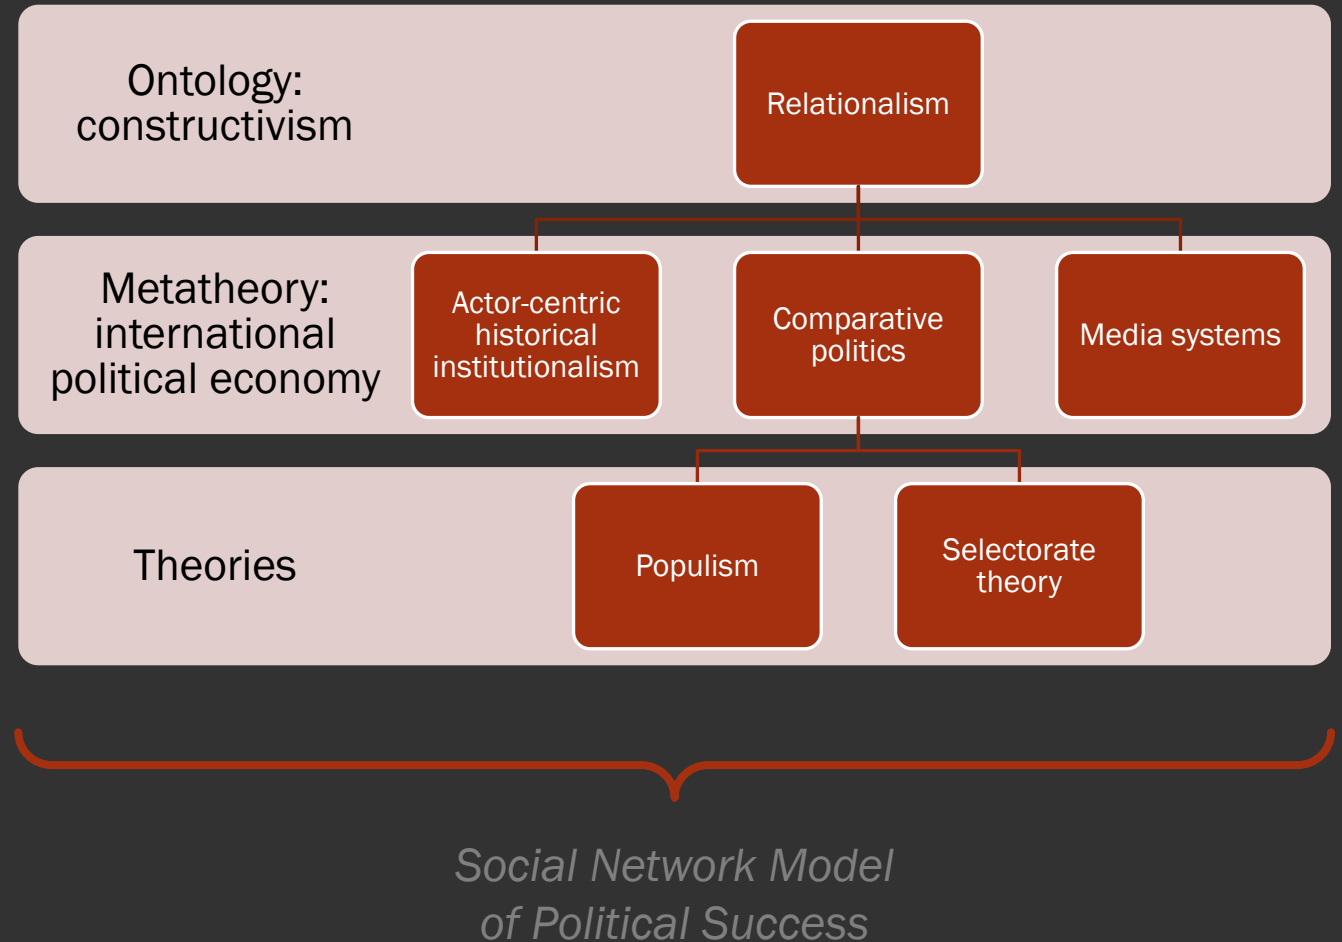 Ontology:
constructivism
Relationalism
Metatheory:
international
political economy
Actor-centric
historical
institutionalism
Comparative
politics
Media systems
Theories
Populism
Selectorate
theory
Social Network Model
of Political Success